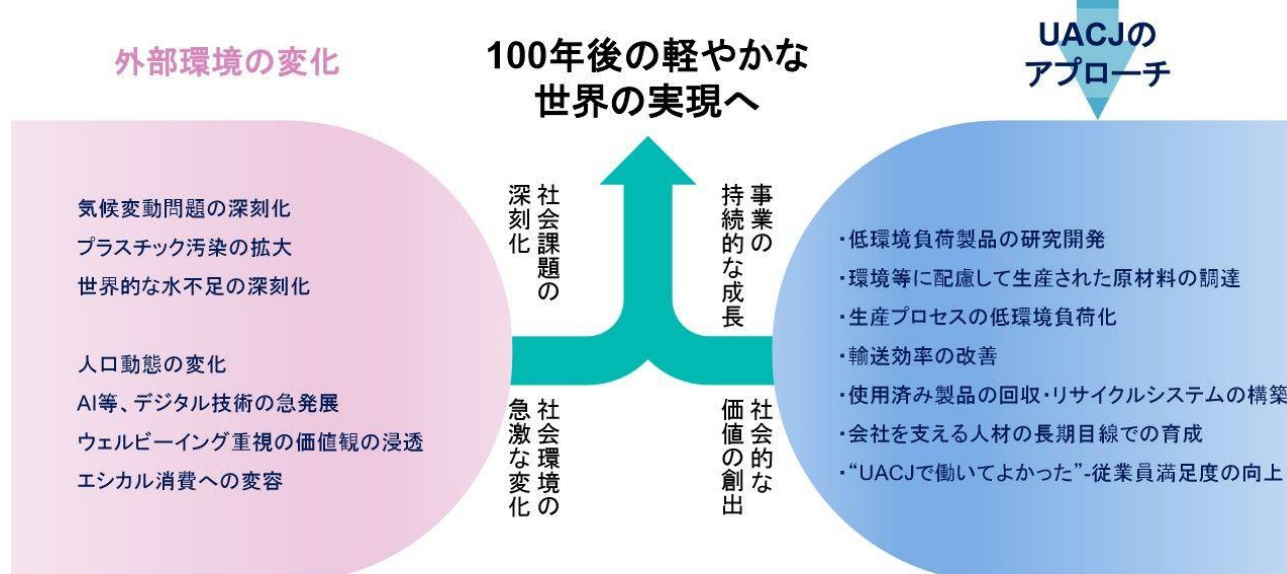 外部環境の変化
気候変動問題の深刻化
プラスチック汚染の拡大
世界的な水不足の深刻化
人口動態の変化
AI等、デジタル技術の急発展
ウェルビーイング重視の価値観の浸透
エシカル消費への変容
100年後の軽やかな
世界の実現へ
社会課題の
深刻化
事業の
持続的な成長
社会環境の
急激な変化
社会的な
価値の創出
UACJの
アプローチ
・低環境負荷製品の研究開発
・環境等に配慮して生産された原材料の調達
・生産プロセスの低環境負荷化
・輸送効率の改善
・使用済み製品の回収・リサイクルシステムの構築
・会社を支える人材の長期目線での育成
・“UACJで働いてよかった”-従業員満足度の向上